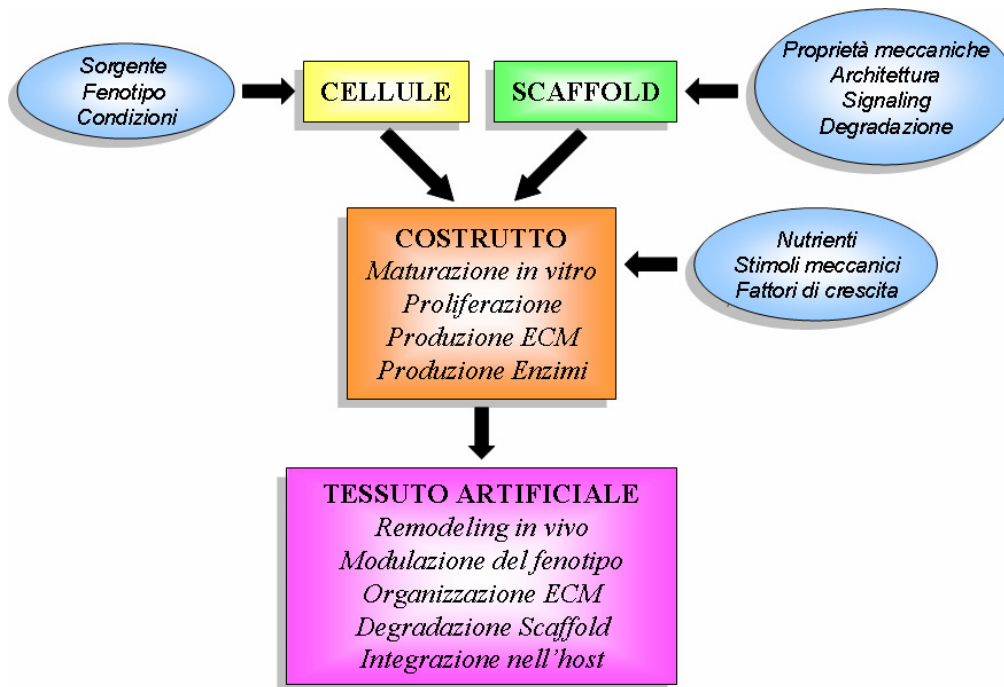 Sorgente
Fenotipo
Condizioni
CELLULE
SCAFFOLD
Proprietà meccaniche
Architettura
Signaling
Degradazione
COSTRUTTO
Maturazione in vitro
Proliferazione
Produzione ECM
Produzione Enzimi
Nutrienti
Stimoli meccanici
Fattori di crescita
TESSUTO ARTIFICIALE
Remodeling in vivo
Modulazione del fenotipo
Organizzazione ECM
Degradazione Scaffold
Integrazione nell'host